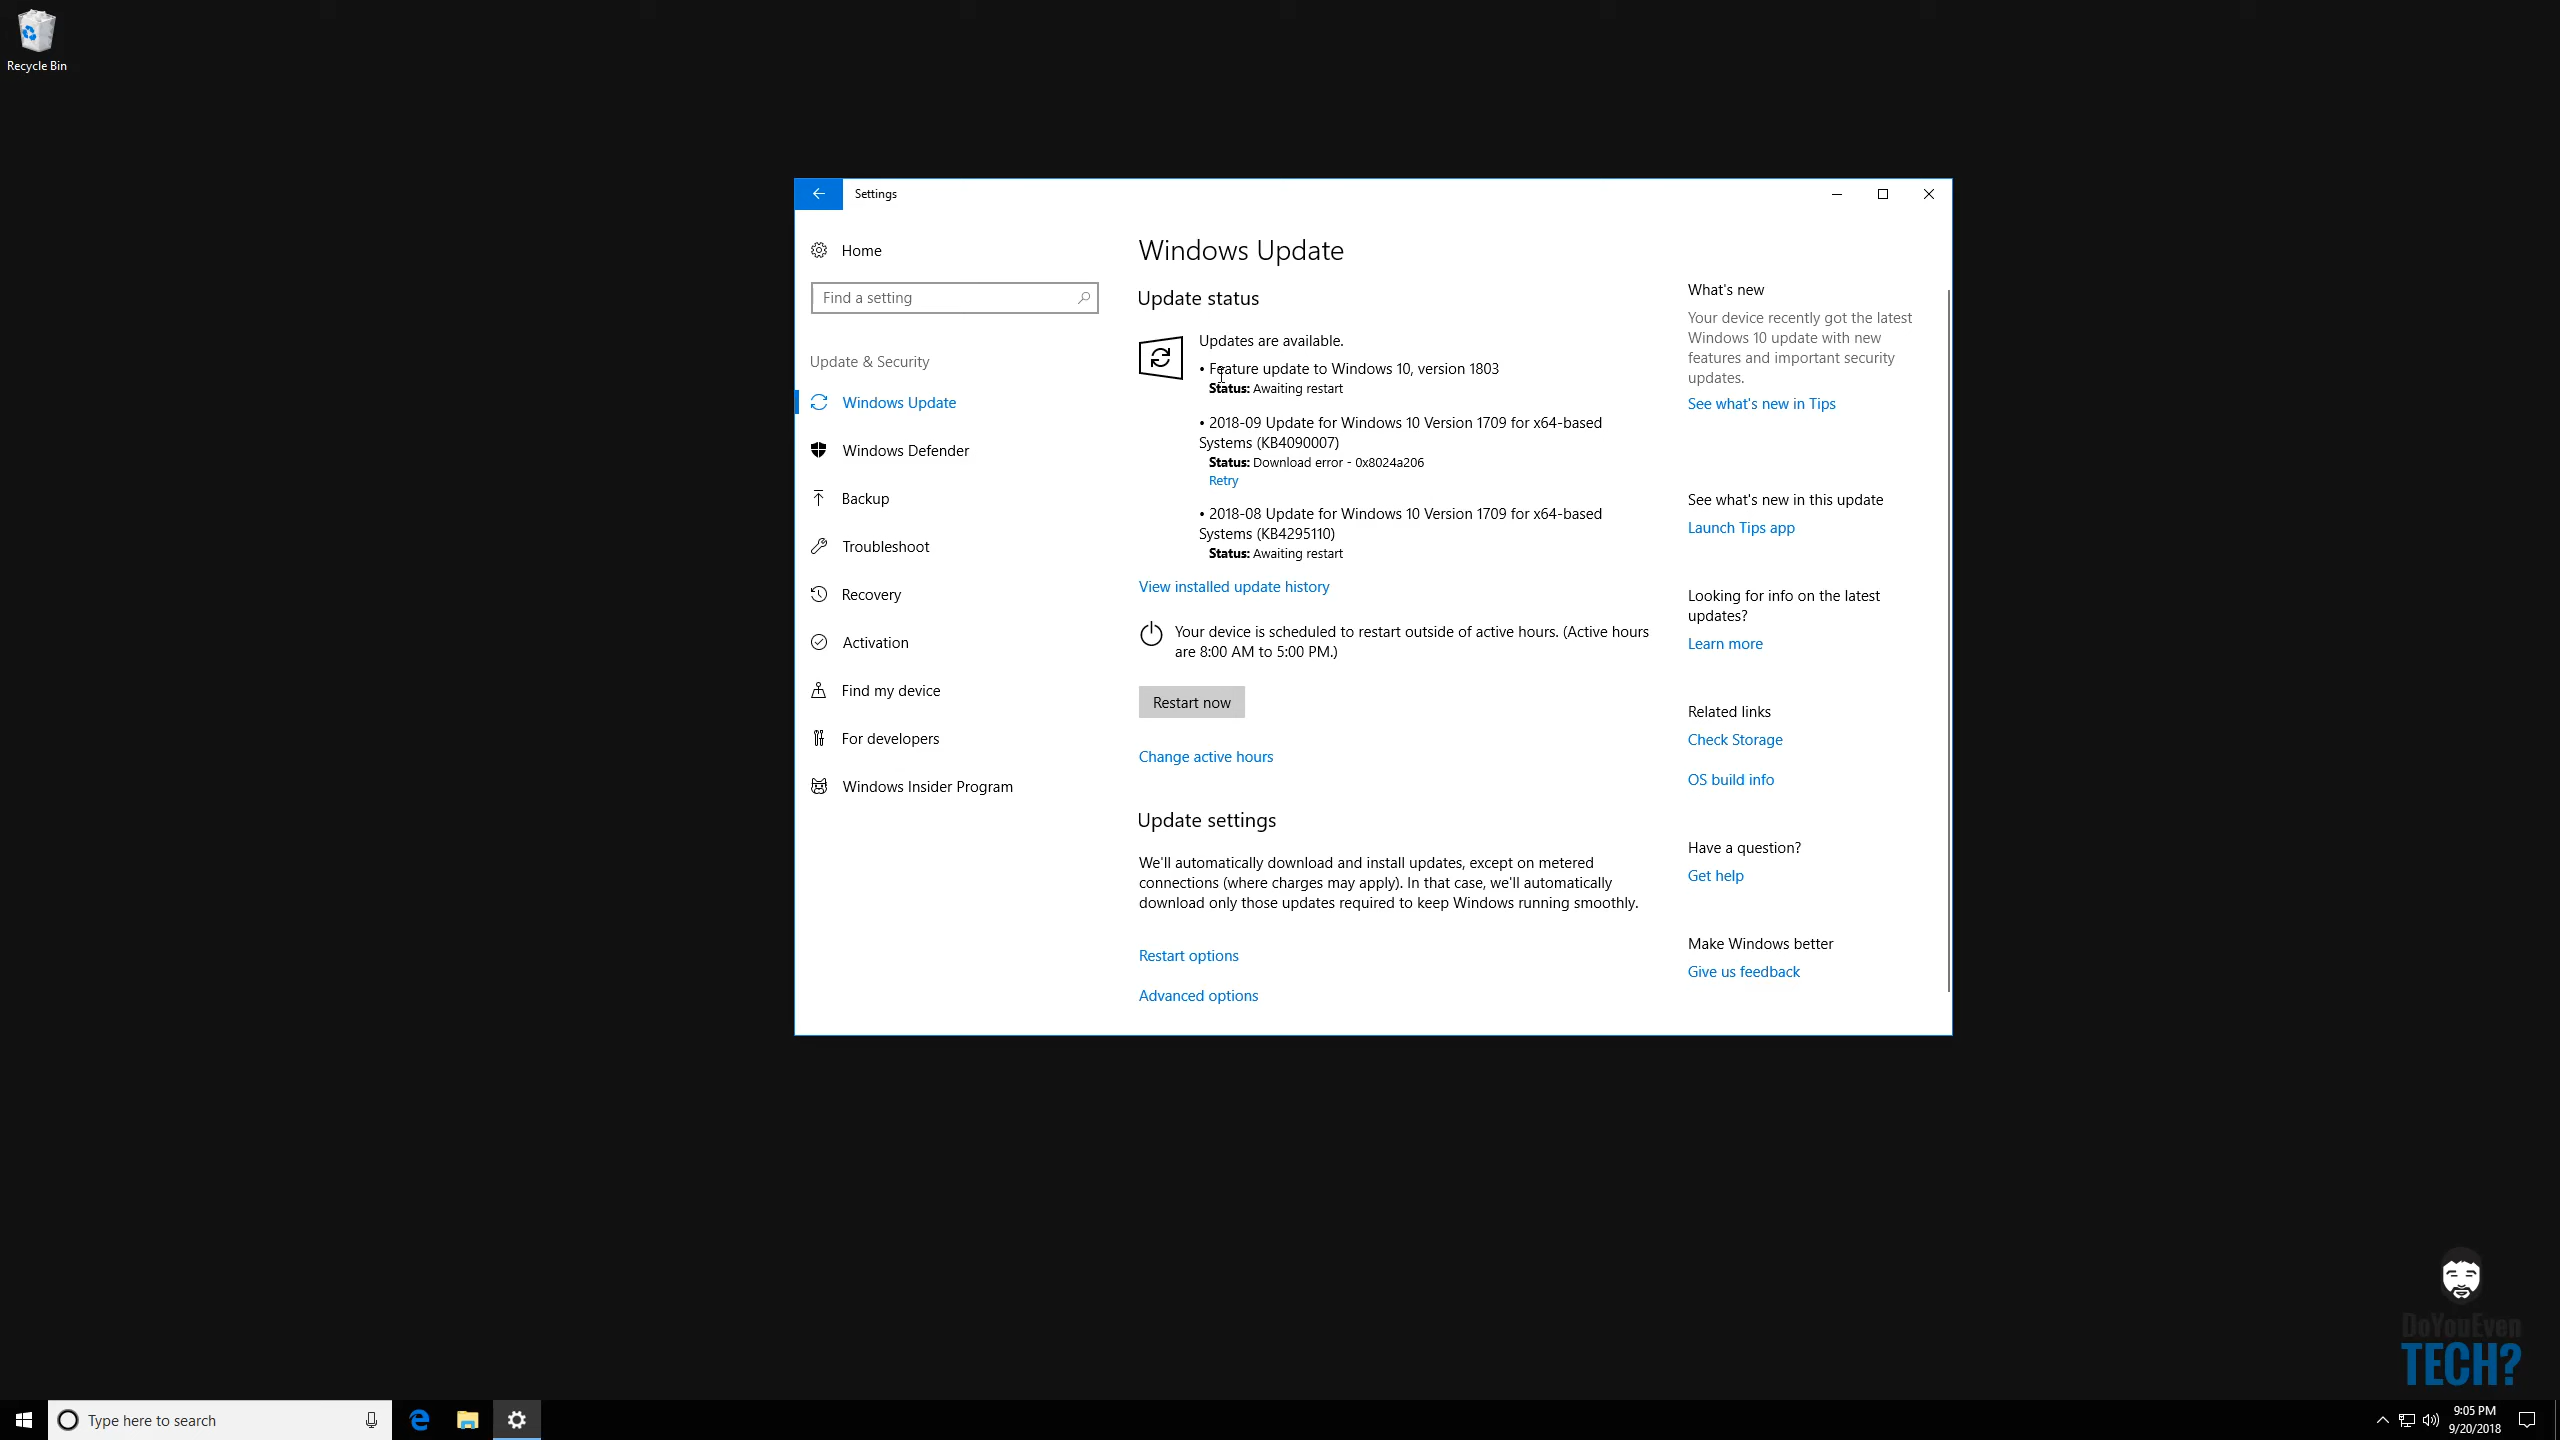 Recycle Bin
Settings
Home
Find a setting
Update & Security
Windows Update
Windows Defender
Backup
Troubleshoot
Recovery
Activation
Find my device
For developers
Windows Insider Program
Windows Update
Update status
Updates are available.
• Feature update to Windows 10, version 1803
Status: Awaiting restart
• 2018-09 Update for Windows 10 Version 1709 for x64-based
Systems (KB4090007)
Status: Download error - 0x8024a206
Retry
• 2018-08 Update for Windows 10 Version 1709 for x64-based
Systems (KB4295110)
Status: Awaiting restart
View installed update history
Your device is scheduled to restart outside of active hours. (Active hours
are 8:00 AM to 5:00 PM.)
Restart now
Change active hours
Update settings
We'll automatically download and install updates, except on metered
connections (where charges may apply). In that case, we'll automatically
download only those updates required to keep Windows running smoothly.
Restart options
Advanced options
What's new
Your device recently got the latest
Windows 10 update with new
features and important security
updates.
See what's new in Tips
See what's new in this update
Launch Tips app
Looking for info on the latest
updates?
Learn more
Related links
Check Storage
OS build info
Have a question?
Get help
Make Windows better
Give us feedback
DoYouEven
TECH?
Type here to search
9:05 PM
9/20/2018